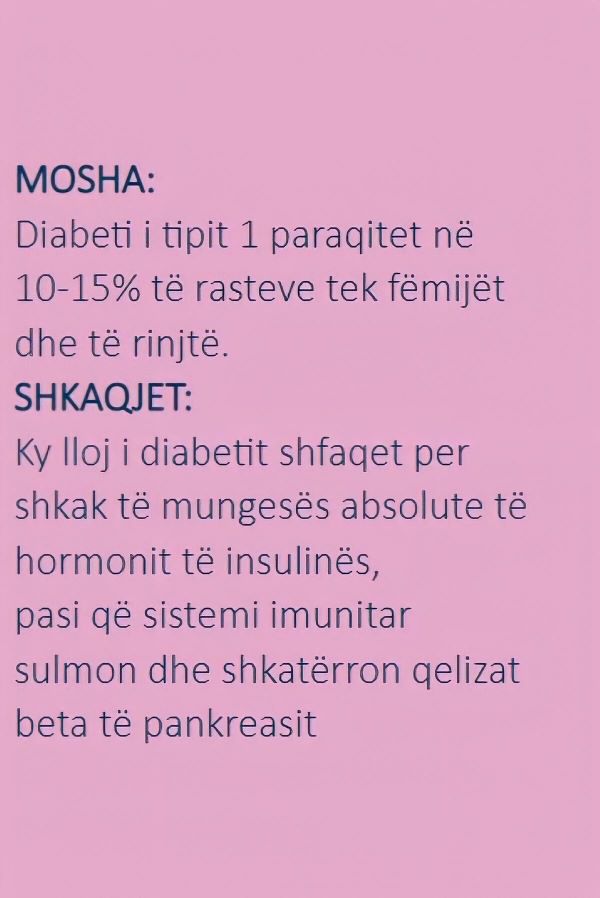 MOSHA:
Diabeti i tipit 1 paraqitet në
10-15% të rasteve tek fëmijët
dhe të rinjtë.
SHKAQJET:
Ky lloj i diabetit shfaqet per
shkak të mungesës absolute të
hormonit të insulinës,
pasi që sistemi imunitar
sulmon dhe shkatërron qelizat
beta të pankreasit